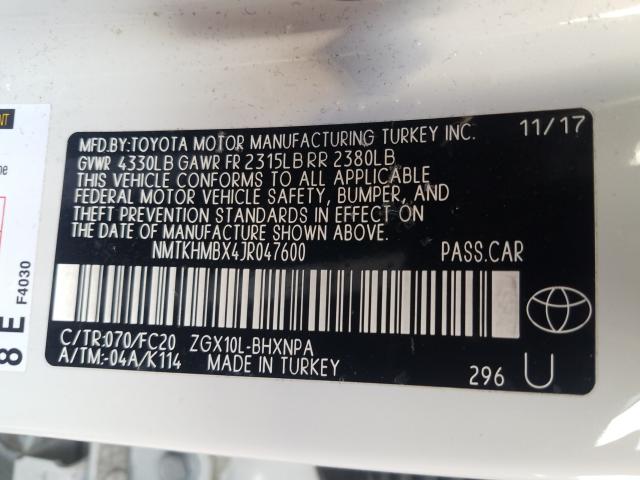 MFD.BY:TOYOTA MOTOR MANUFACTURING TURKEY INC. 11/17
GVWR 4330LB GAWR FR 2315LB RR 2380LB
THIS VEHICLE CONFORMS TO ALL APPLICABLE
FEDERAL MOTOR VEHICLE SAFETY, BUMPER, AND
THEFT PREVENTION STANDARDS IN EFFECT ON
THE DATE OF MANUFACTURE SHOWN ABOVE.
NMTKHMBX4JR047600 PASS.CAR
C/TR:070/FC20 ZGX10L-BHXNPA
A/TM:-04A/K114 MADE IN TURKEY
296 U
8 E
F4030